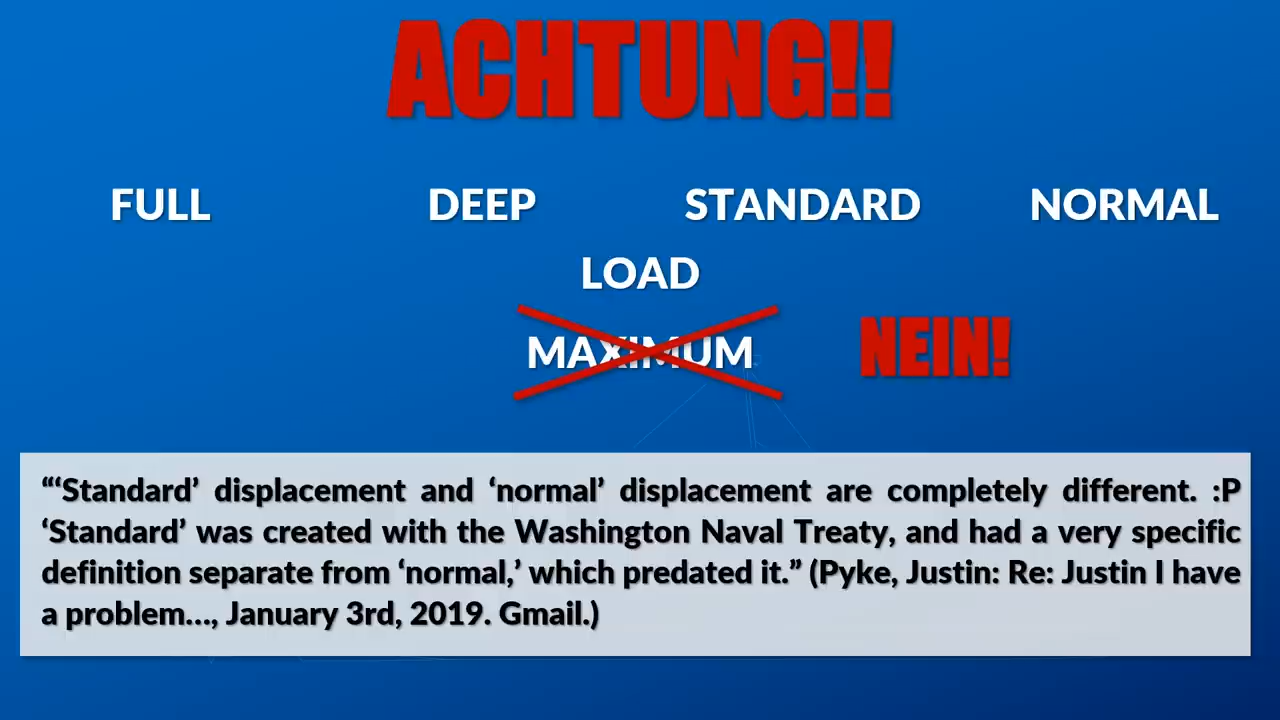 ACHTUNG!!
FULL DEEP STANDARD NORMAL
LOAD
MAXIMUM NEIN!
“‘Standard’ displacement and ‘normal’ displacement are completely different. :P
‘Standard’ was created with the Washington Naval Treaty, and had a very specific
definition separate from ‘normal,’ which predated it.” (Pyke, Justin: Re: Justin I have
a problem…, January 3rd, 2019. Gmail.)